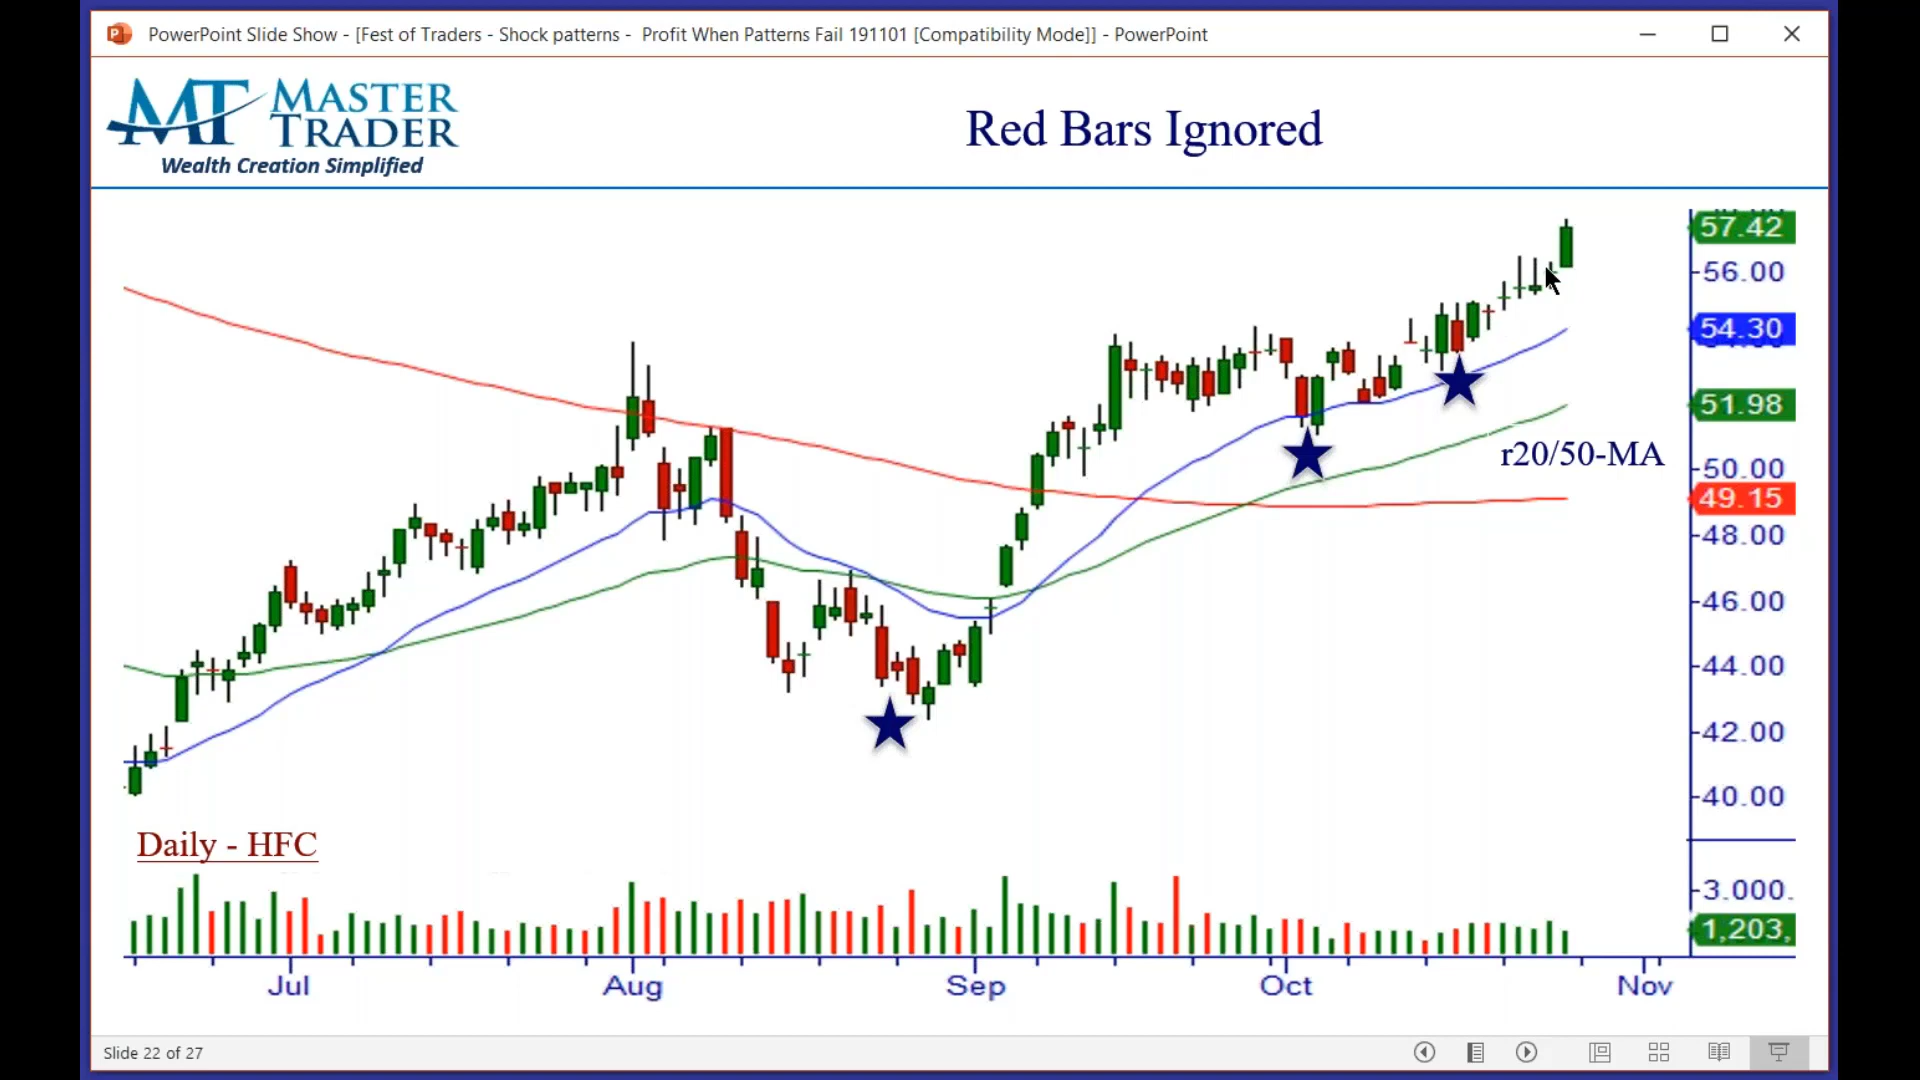 PowerPoint Slide Show - [Fest of Traders - Shock patterns - Profit When Patterns Fail 191101 [Compatibility Mode]] - PowerPoint
MT MASTER TRADER
Wealth Creation Simplified
Red Bars Ignored
57.42
56.00
54.30
51.98
r20/50-MA
50.00
49.15
48.00
46.00
44.00
42.00
40.00
Daily - HFC
3,000.
1,203,
Jul Aug Sep Oct Nov
Slide 22 of 27